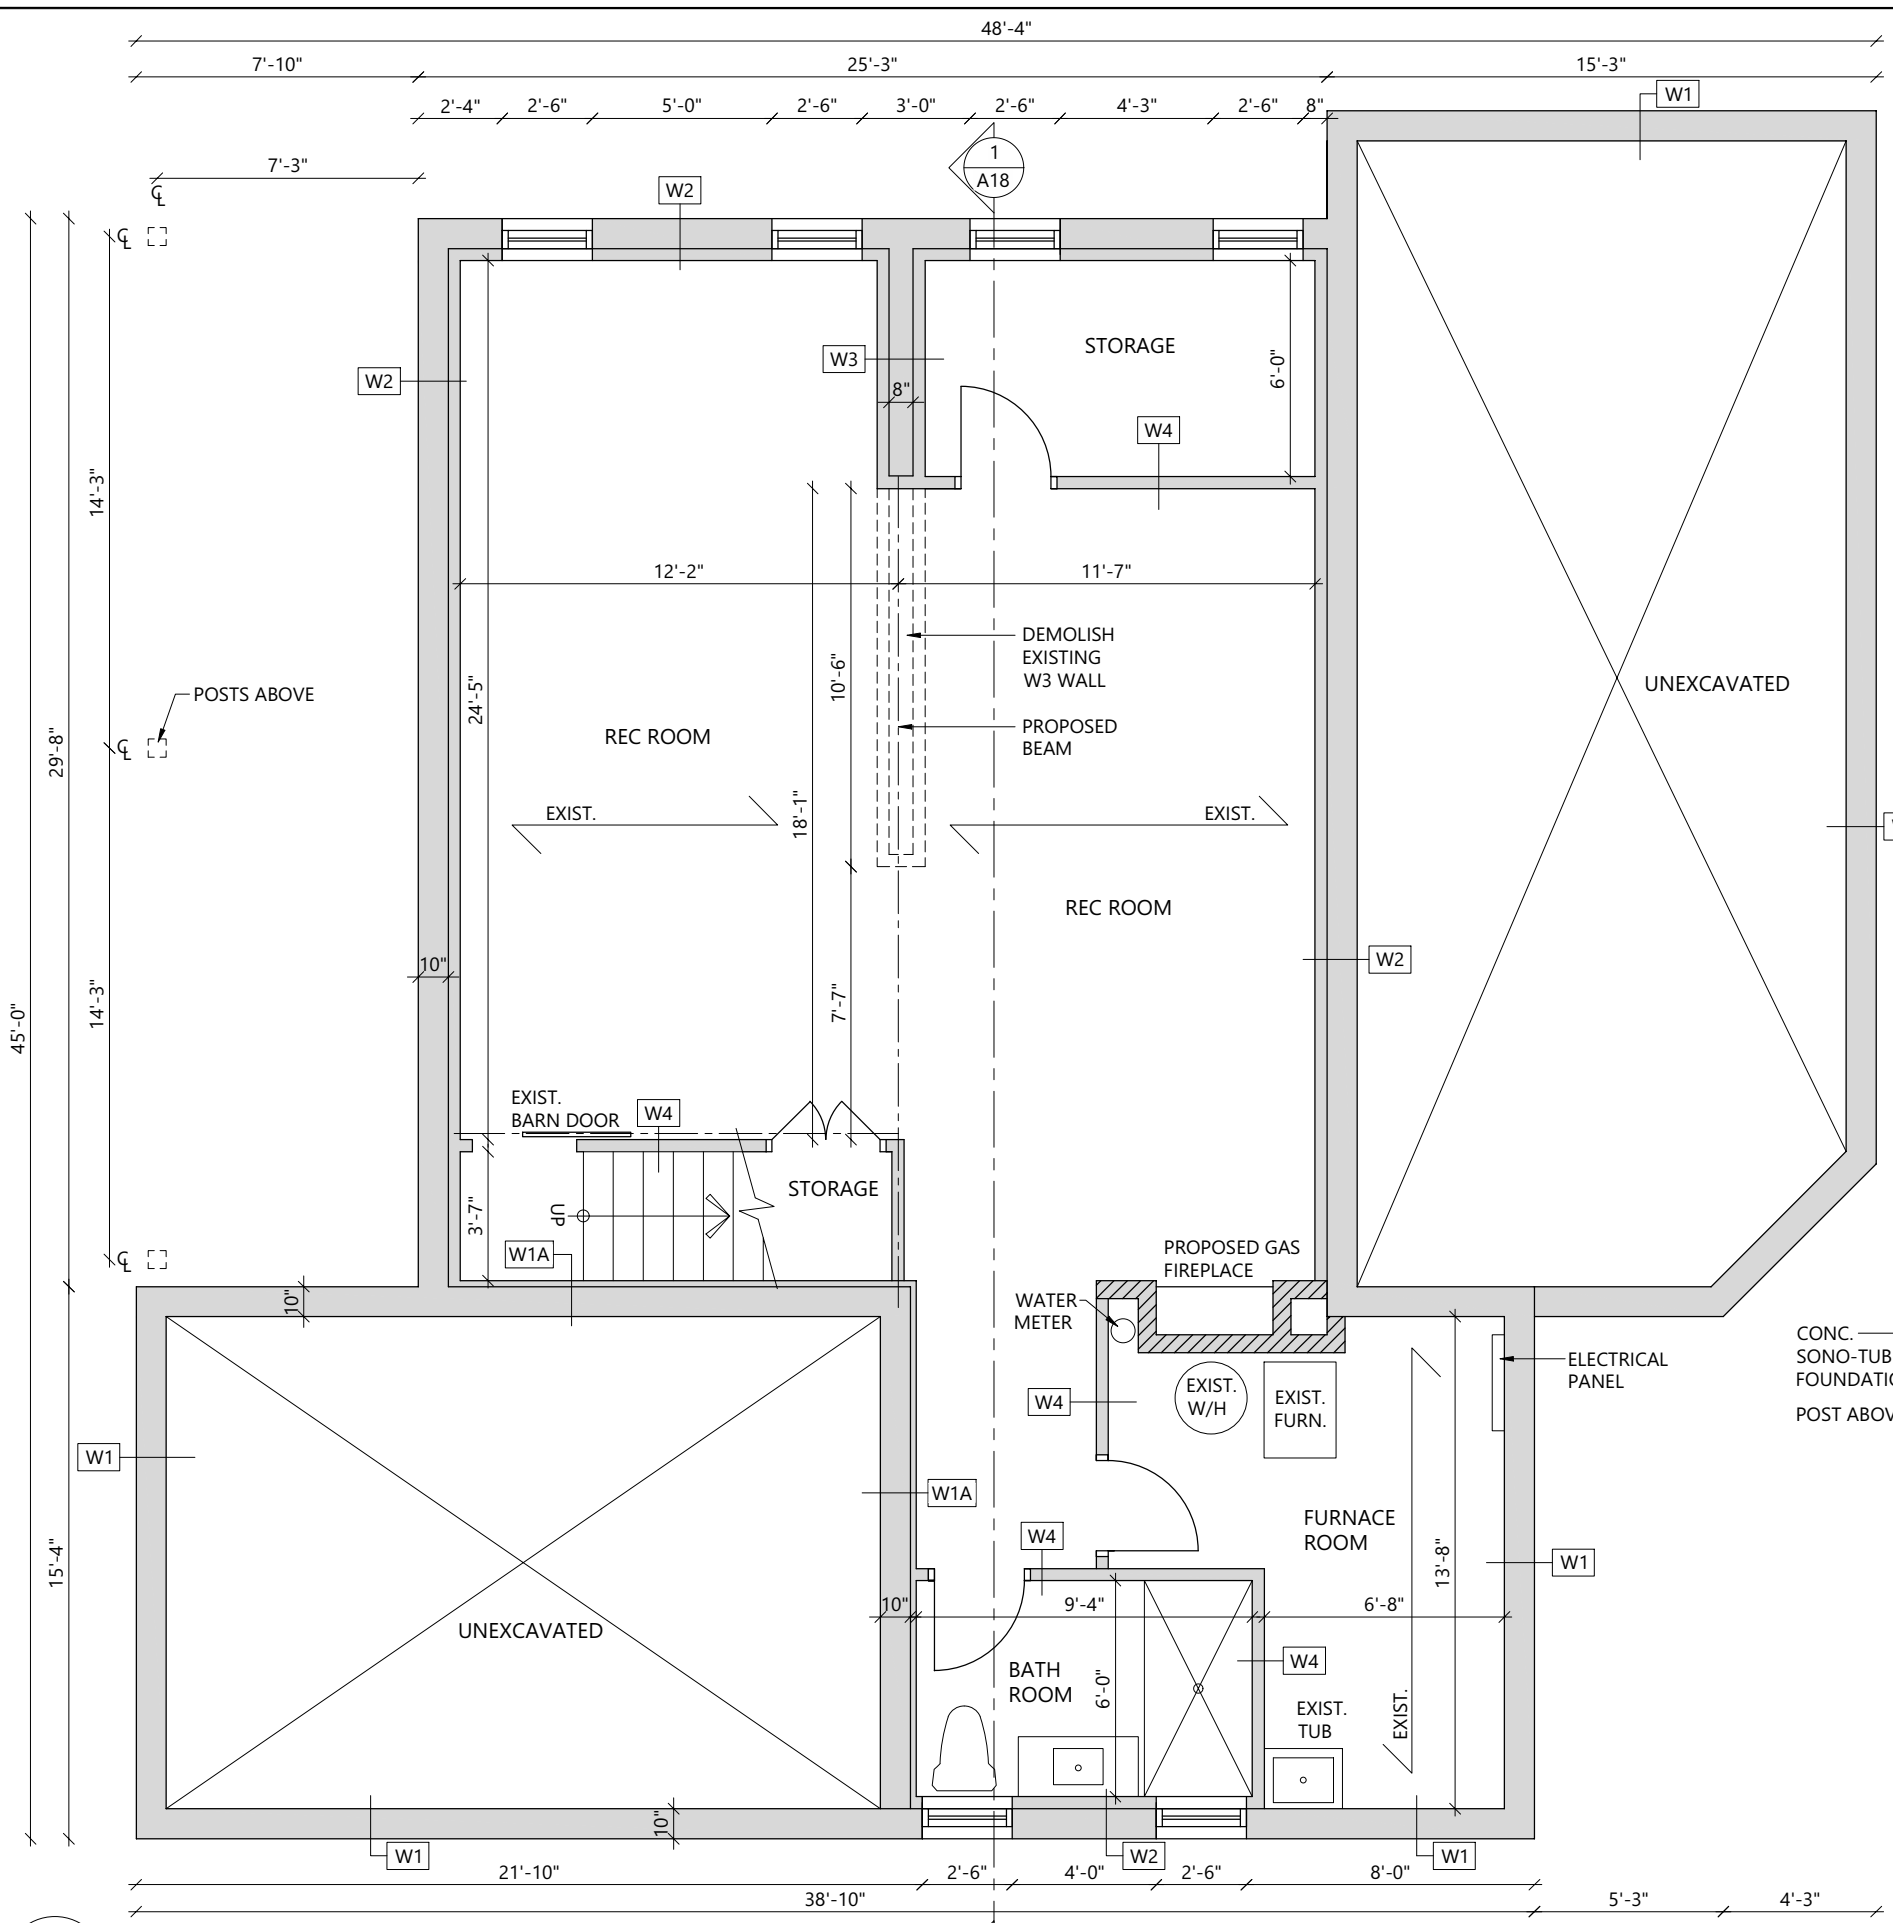 48'-4"
7'-10" 25'-3" 15'-3"
2'-4" 2'-6" 5'-0" 2'-6" 3'-0" 2'-6" 4'-3" 2'-6" 8"
W1
7'-3"
1
A18
W2
W3
STORAGE
6'-0"
W2
8"
W4
14'-3"
12'-2" 11'-7"
DEMOLISH
EXISTING
W3 WALL
10'-6"
24'-5"
POSTS ABOVE
UNEXCAVATED
PROPOSED
BEAM
REC ROOM
29'-8"
EXIST.
EXIST.
18'-1"
REC ROOM
W2
10"
14'-3"
7'-7"
45'-0"
EXIST.
BARN DOOR
W4
STORAGE
3'-7"
UP
W1A
PROPOSED GAS
FIREPLACE
10"
WATER
METER
CONC.
SONO-TUB
ELECTRICAL
PANEL
POST ABOV
W4
EXIST.
W/H
EXIST.
FURN.
W1
W1A
FURNACE
ROOM
W4
13'-8"
W1
15'-4"
10" 9'-4" 6'-8"
UNEXCAVATED
BATH
ROOM
6'-0"
W4
EXIST.
TUB
EXIST.
10"
W1
W2
W1
21'-10" 2'-6" 4'-0" 2'-6" 8'-0"
38'-10" 5'-3" 4'-3"